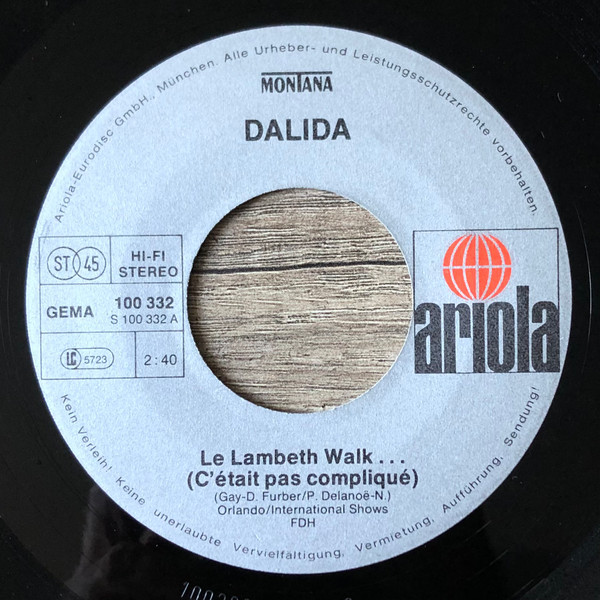 Ariola-Eurodisc GmbH., München. Alle Urheber- und Leistungsschutzrechte vorbehalten.
MONTANA
DALIDA
ST 45
HI-FI
STEREO
GEMA
100 332
S 100 332 A
LC 5723
2:40
ariola
Le Lambeth Walk...
(C'était pas compliqué)
(Gay-D. Furber/P. Delanoë-N.)
Orlando/International Shows
FDH
Kein Verleih! Keine unerlaubte Vervielfältigung, Vermietung, Aufführung, Sendung!